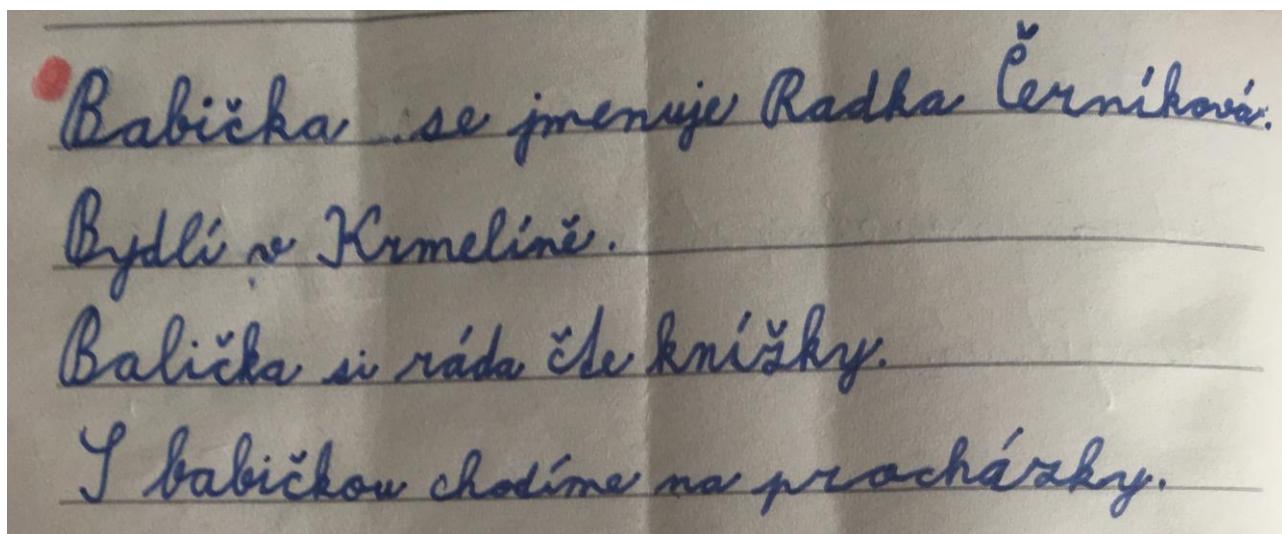 Babička se jmenuje Radka Černíková.
Bydlí v Krmelíně.
Balička si ráda čte knížky.
S babičkou chodíme na procházky.